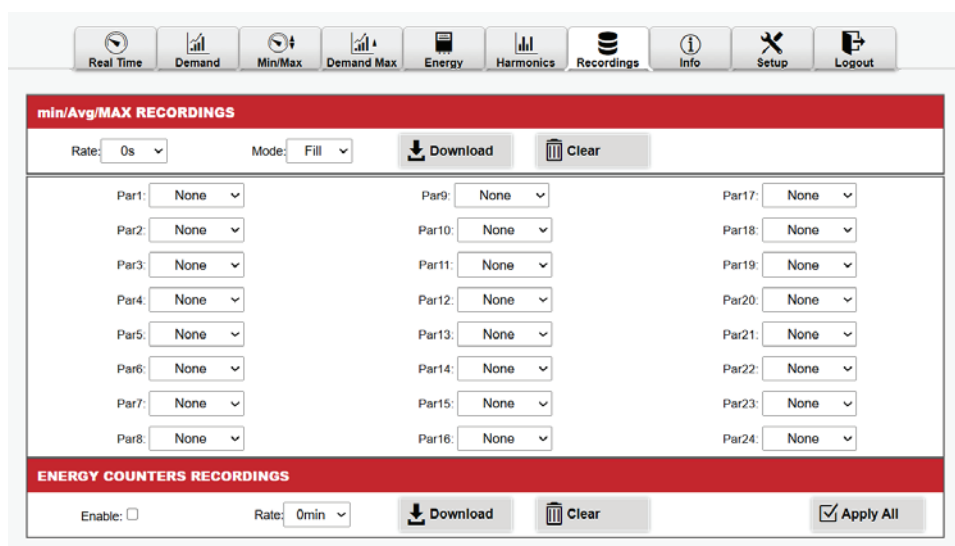 Real Time Demand Min/Max Demand Max Energy Harmonics Recordings Info Setup Logout
min/Avg/MAX RECORDINGS
Rate: 0s Mode: Fill Download Clear
Par1: None Par9: None Par17: None
Par2: None Par10: None Par18: None
Par3: None Par11: None Par19: None
Par4: None Par12: None Par20: None
Par5: None Par13: None Par21: None
Par6: None Par14: None Par22: None
Par7: None Par15: None Par23: None
Par8: None Par16: None Par24: None
ENERGY COUNTERS RECORDINGS
Enable: Rate: 0min Download Clear Apply All